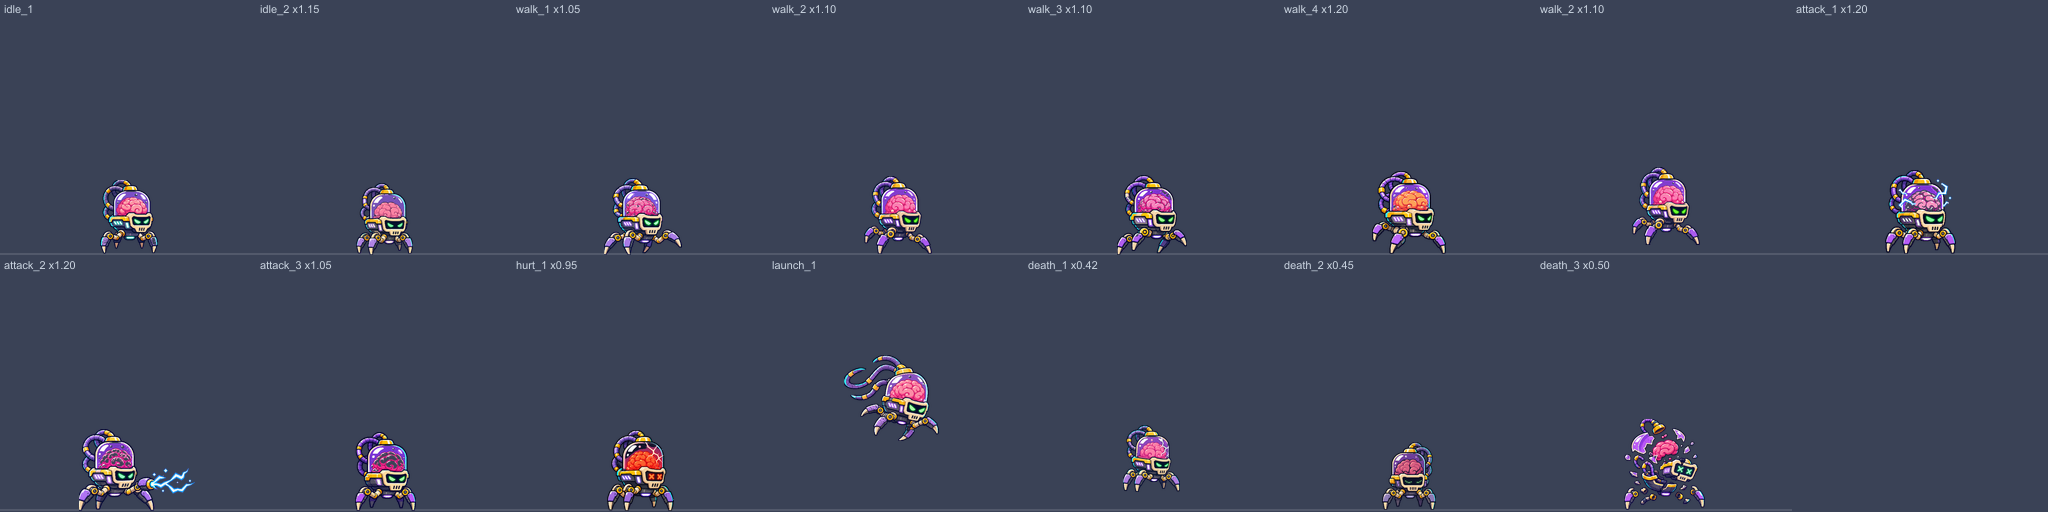 idle_1
idle_2 x1.15
walk_1 x1.05
walk_2 x1.10
walk_3 x1.10
walk_4 x1.20
walk_2 x1.10
attack_1 x1.20
attack_2 x1.20
attack_3 x1.05
hurt_1 x0.95
launch_1
death_1 x0.42
death_2 x0.45
death_3 x0.50